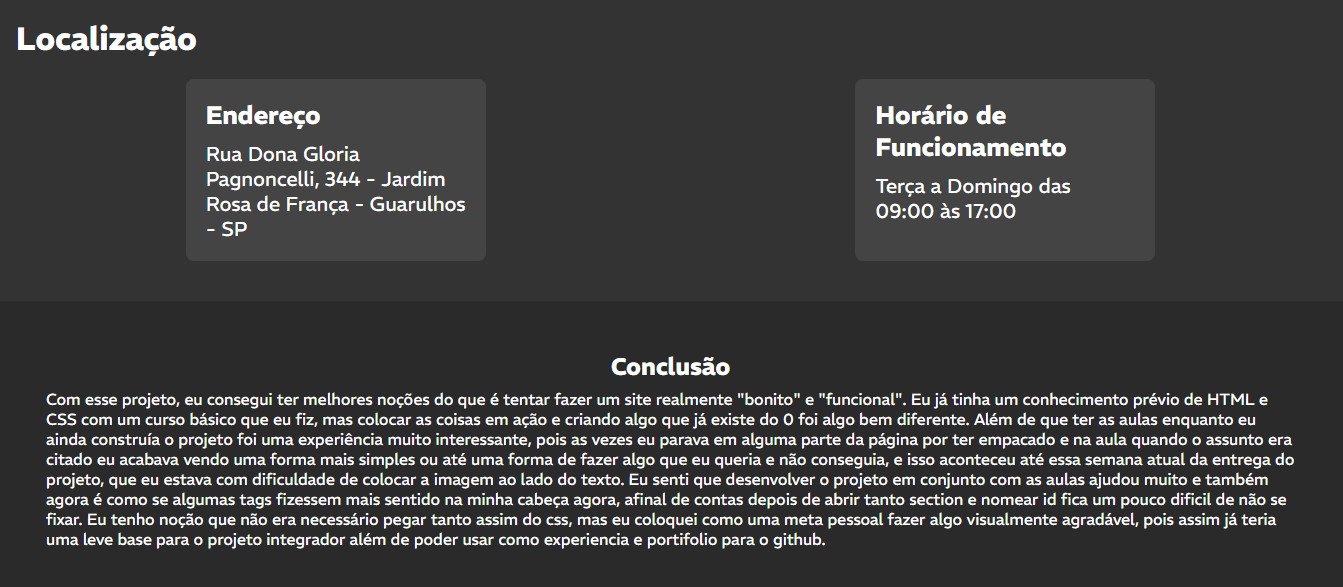 Localização
Endereço
Rua Dona Gloria
Pagnoncelli, 344 - Jardim
Rosa de França - Guarulhos
- SP
Horário de
Funcionamento
Terça a Domingo das
09:00 às 17:00
Conclusão
Com esse projeto, eu consegui ter melhores noções do que é tentar fazer um site realmente "bonito" e "funcional". Eu já tinha um conhecimento prévio de HTML e
CSS com um curso básico que eu fiz, mas colocar as coisas em ação e criando algo que já existe do 0 foi algo bem diferente. Além de que ter as aulas enquanto eu
ainda construía o projeto foi uma experiência muito interessante, pois as vezes eu parava em alguma parte da página por ter empacado e na aula quando o assunto era
citado eu acabava vendo uma forma mais simples ou até uma forma de fazer algo que eu queria e não conseguia, e isso aconteceu até essa semana atual da entrega do
projeto, que eu estava com dificuldade de colocar a imagem ao lado do texto. Eu senti que desenvolver o projeto em conjunto com as aulas ajudou muito e também
agora é como se algumas tags fizessem mais sentido na minha cabeça agora, afinal de contas depois de abrir tanto section e nomear id fica um pouco dificil de não se
fixar. Eu tenho noção que não era necessário pegar tanto assim do css, mas eu coloquei como uma meta pessoal fazer algo visualmente agradável, pois assim já teria
uma leve base para o projeto integrador além de poder usar como experiencia e portifolio para o github.